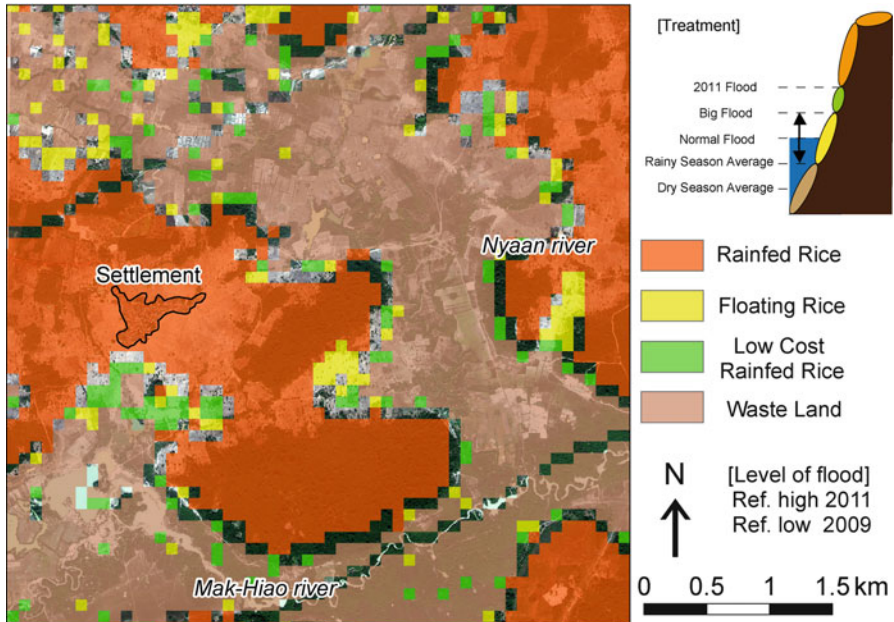 Settlement
Nyaan river
Mak-Hiao river
[Treatment]
2011 Flood
Big Flood
Normal Flood
Rainy Season Average
Dry Season Average
Rainfed Rice
Floating Rice
Low Cost
Rainfed Rice
Waste Land
N
[Level of flood]
Ref. high 2011
Ref. low 2009
0 0.5 1 1.5 km